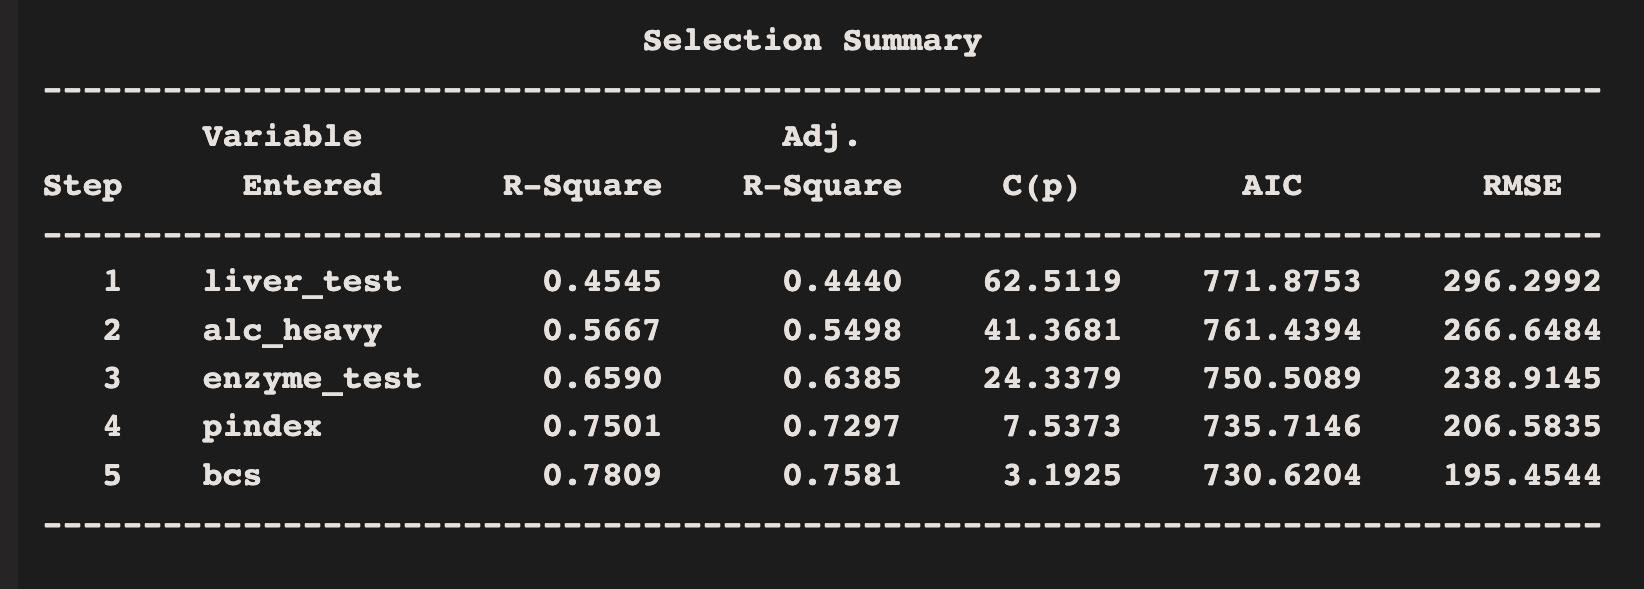 Selection Summary
------------------------------------------------------------------------------
Variable Adj.
Step Entered R-Square R-Square C(p) AIC RMSE
------------------------------------------------------------------------------
1 liver_test 0.4545 0.4440 62.5119 771.8753 296.2992
2 alc_heavy 0.5667 0.5498 41.3681 761.4394 266.6484
3 enzyme_test 0.6590 0.6385 24.3379 750.5089 238.9145
4 pindex 0.7501 0.7297 7.5373 735.7146 206.5835
5 bcs 0.7809 0.7581 3.1925 730.6204 195.4544
------------------------------------------------------------------------------